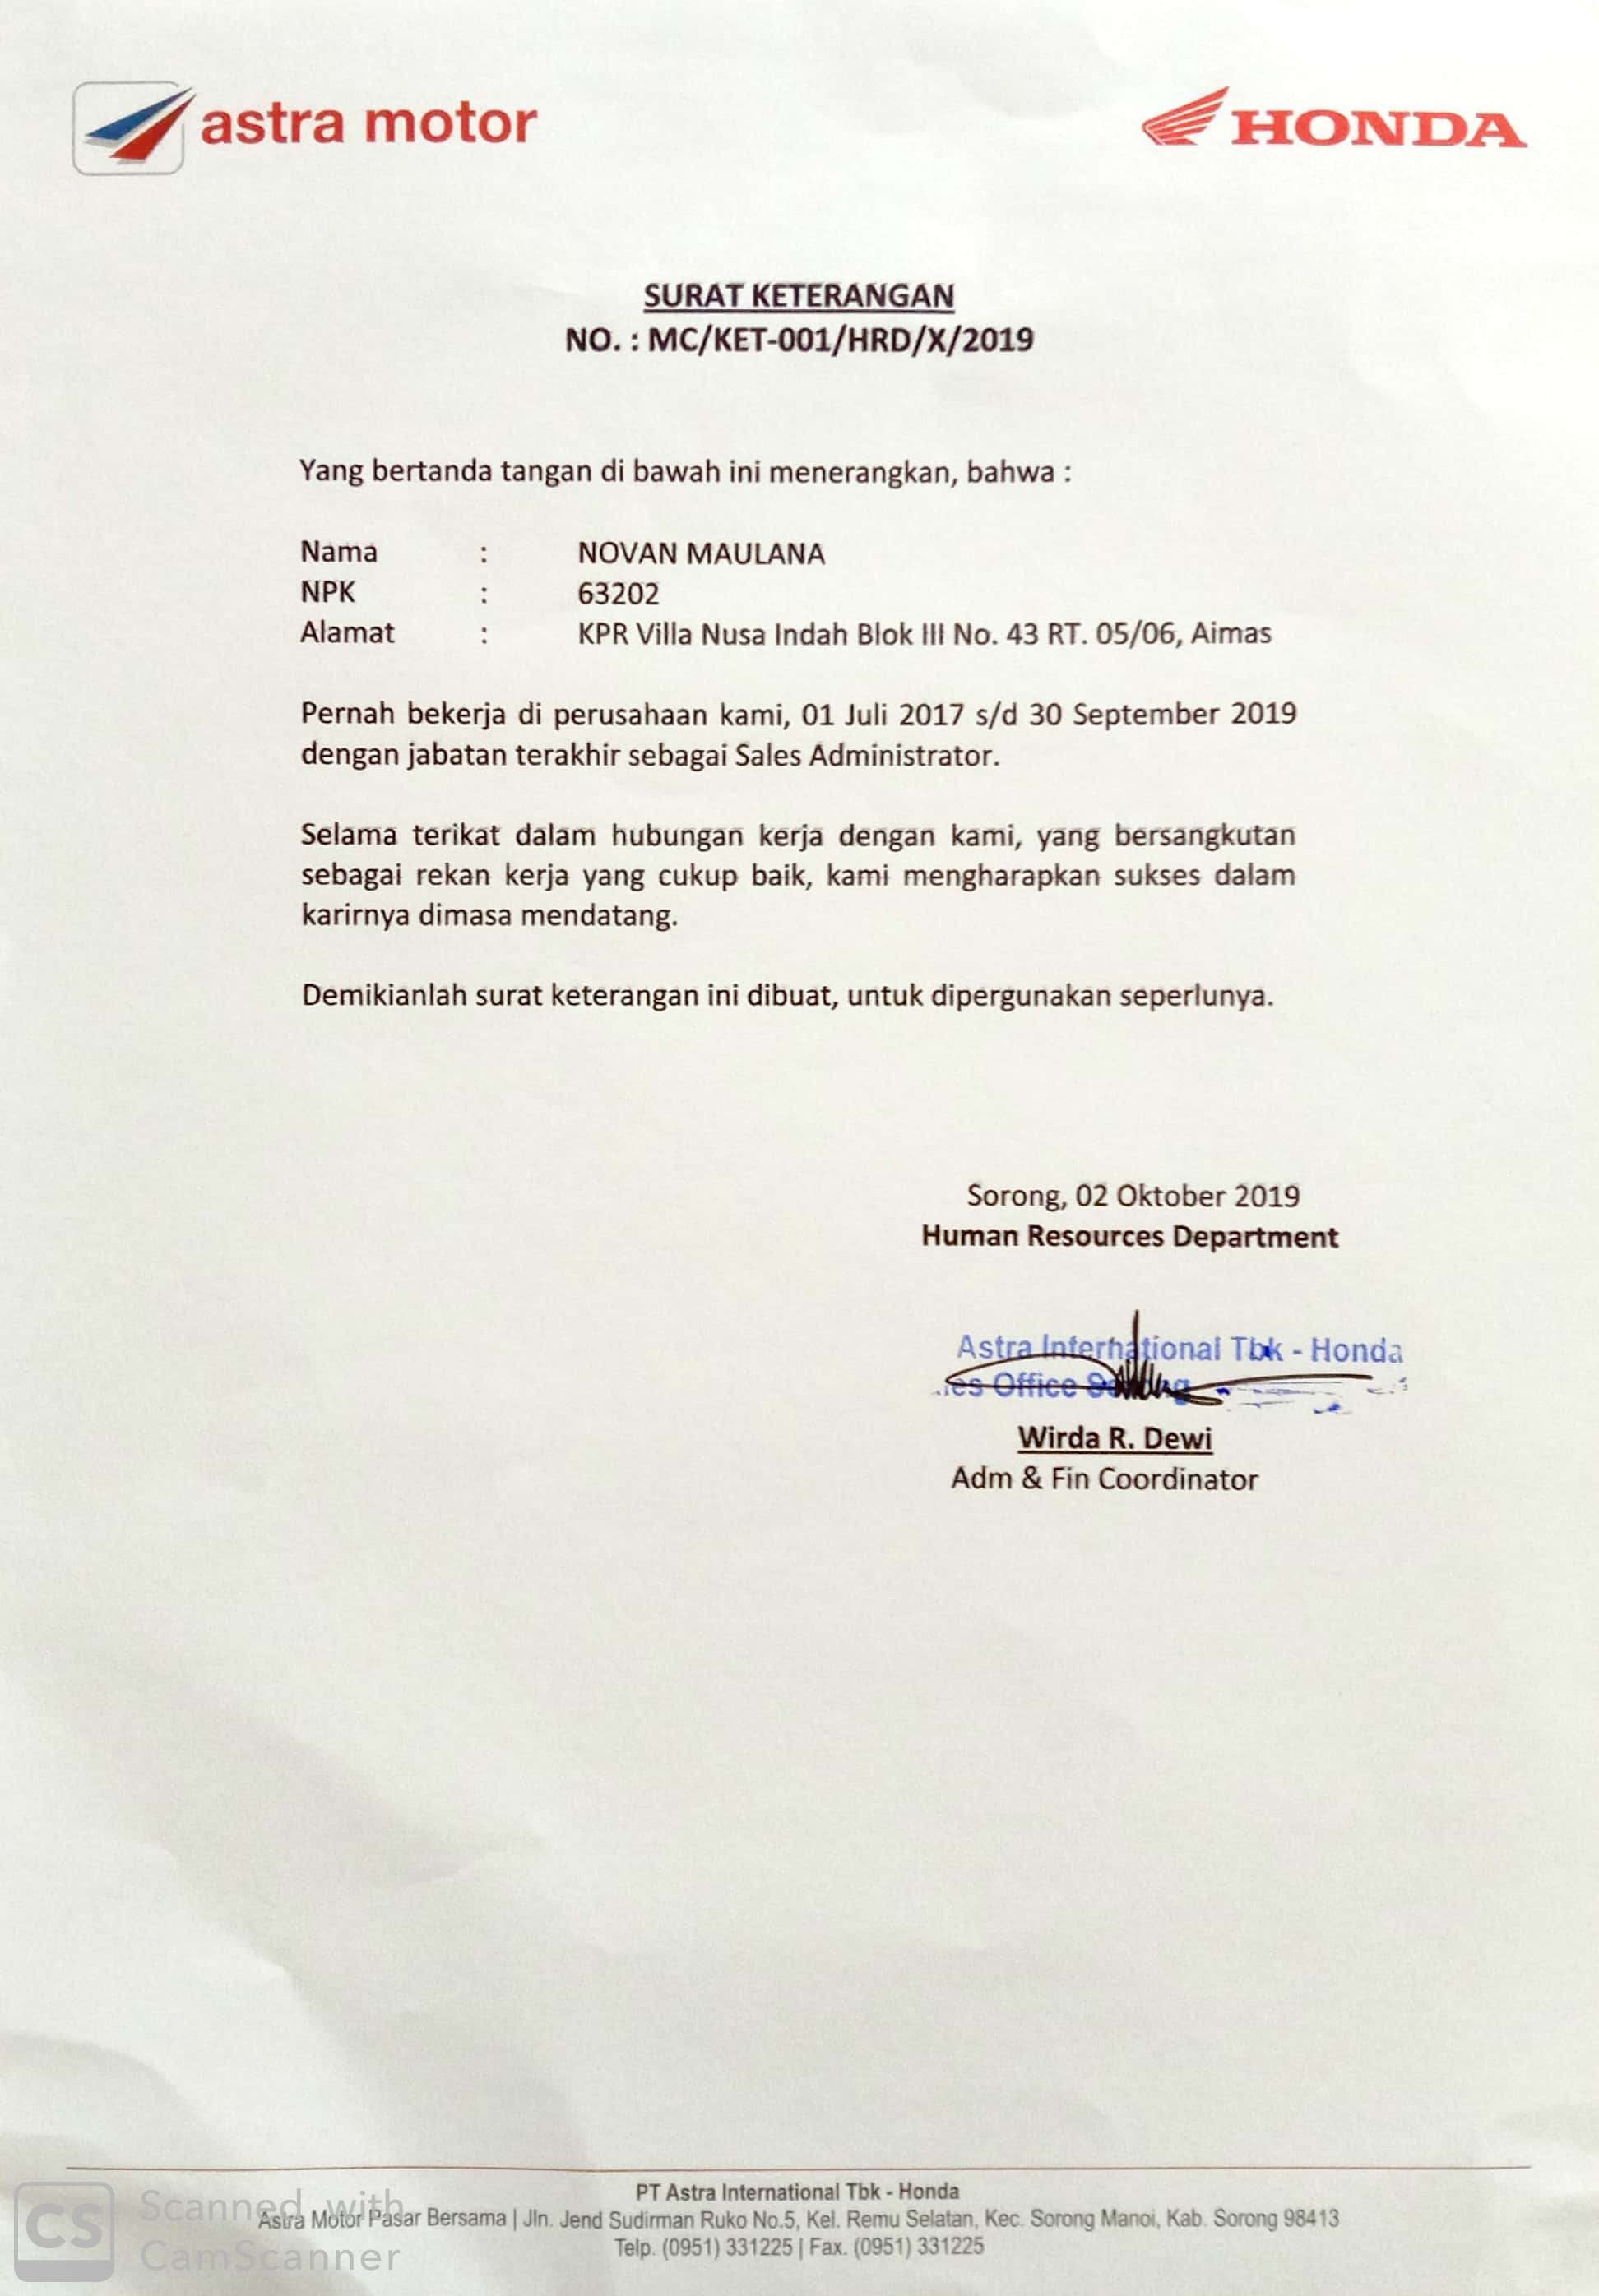 astra motor
HONDA
SURAT KETERANGAN
NO. : MC/KET-001/HRD/X/2019
Yang bertanda tangan di bawah ini menerangkan, bahwa :
Nama : NOVAN MAULANA
NPK : 63202
Alamat : KPR Villa Nusa Indah Blok III No. 43 RT. 05/06, Aimas
Pernah bekerja di perusahaan kami, 01 Juli 2017 s/d 30 September 2019
dengan jabatan terakhir sebagai Sales Administrator.
Selama terikat dalam hubungan kerja dengan kami, yang bersangkutan
sebagai rekan kerja yang cukup baik, kami mengharapkan sukses dalam
karirnya dimasa mendatang.
Demikianlah surat keterangan ini dibuat, untuk dipergunakan seperlunya.
Sorong, 02 Oktober 2019
Human Resources Department
Astra International Tbk - Honda
Office
Wirda R. Dewi
Adm & Fin Coordinator
PT Astra International Tbk - Honda
Astra Motor Pasar Bersama | Jln. Jend Sudirman Ruko No.5, Kel. Remu Selatan, Kec. Sorong Manoi, Kab. Sorong 98413
Telp. (0951) 331225 | Fax. (0951) 331225
CS
Scanned with
CamScanner